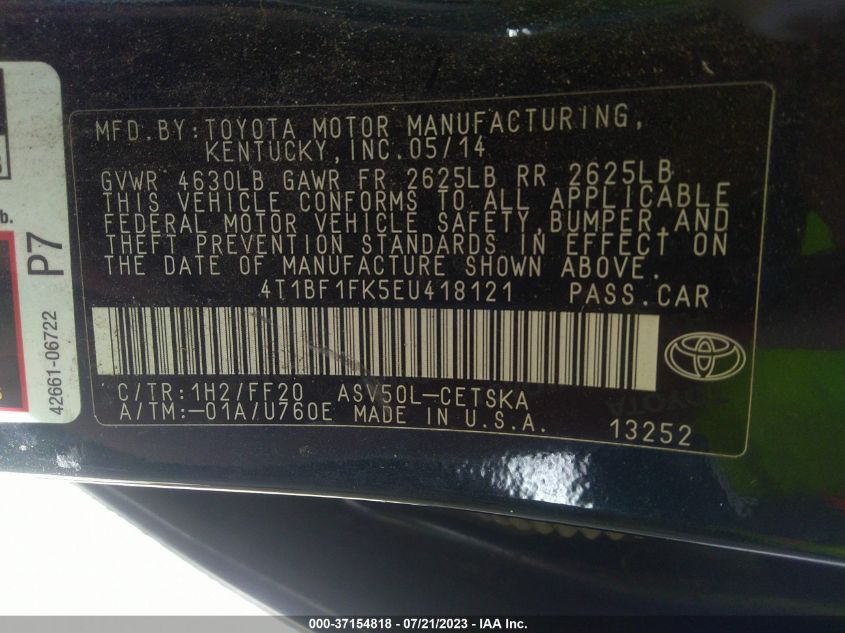 MFD.BY:TOYOTA MOTOR MANUFACTURING,
KENTUCKY,INC.05/14
GVWR 4630LB GAWR FR 2625LB RR 2625LB
THIS VEHICLE CONFORMS TO ALL APPLICABLE
FEDERAL MOTOR VEHICLE SAFETY,BUMPER,AND
THEFT PREVENTION STANDARDS IN EFFECT ON
THE DATE OF MANUFACTURE SHOWN ABOVE.
4T1BF1FK5EU418121 PASS.CAR
C/TR:1H2/FF20 ASV50L-CETSKA
A/TM:-01A/U760E MADE IN U.S.A.
13252
TOYOTA
b.
P7
42661-06722
000-37154818 - 07/21/2023 - IAA Inc.